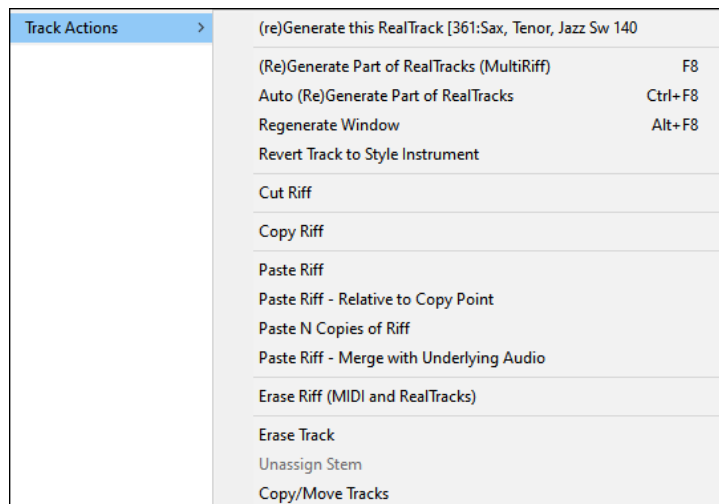 Track Actions >
(re)Generate this RealTrack [361:Sax, Tenor, Jazz Sw 140
(Re)Generate Part of RealTracks (MultiRiff) F8
Auto (Re)Generate Part of RealTracks Ctrl+F8
Regenerate Window Alt+F8
Revert Track to Style Instrument
Cut Riff
Copy Riff
Paste Riff
Paste Riff - Relative to Copy Point
Paste N Copies of Riff
Paste Riff - Merge with Underlying Audio
Erase Riff (MIDI and RealTracks)
Erase Track
Unassign Stem
Copy/Move Tracks